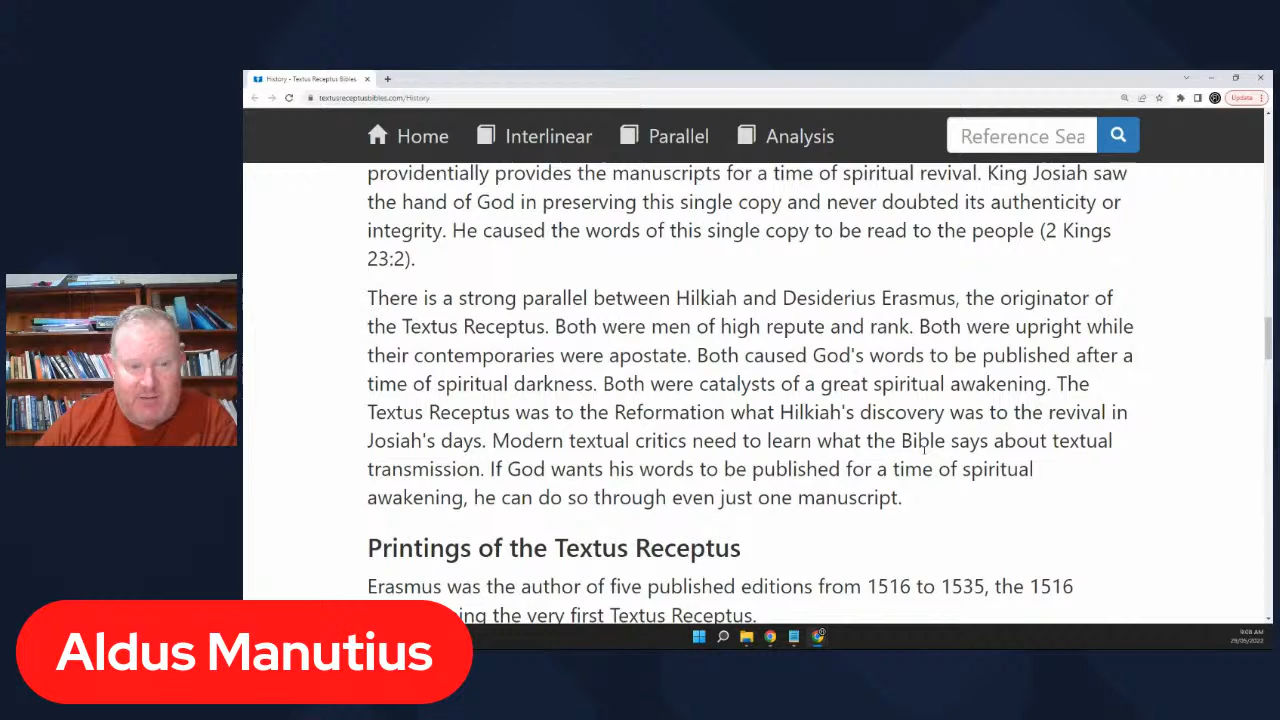 History - Textus Receptus Bibles
textusreceptusbibles.com/History
Update
Home
Interlinear
Parallel
Analysis
Reference Sea
providentially provides the manuscripts for a time of spiritual revival. King Josiah saw
the hand of God in preserving this single copy and never doubted its authenticity or
integrity. He caused the words of this single copy to be read to the people (2 Kings
23:2).
There is a strong parallel between Hilkiah and Desiderius Erasmus, the originator of
the Textus Receptus. Both were men of high repute and rank. Both were upright while
their contemporaries were apostate. Both caused God's words to be published after a
time of spiritual darkness. Both were catalysts of a great spiritual awakening. The
Textus Receptus was to the Reformation what Hilkiah's discovery was to the revival in
Josiah's days. Modern textual critics need to learn what the Bible says about textual
transmission. If God wants his words to be published for a time of spiritual
awakening, he can do so through even just one manuscript.
Printings of the Textus Receptus
Erasmus was the author of five published editions from 1516 to 1535, the 1516
the very first Textus Receptus.
Aldus Manutius
9:08 AM
29/05/2022